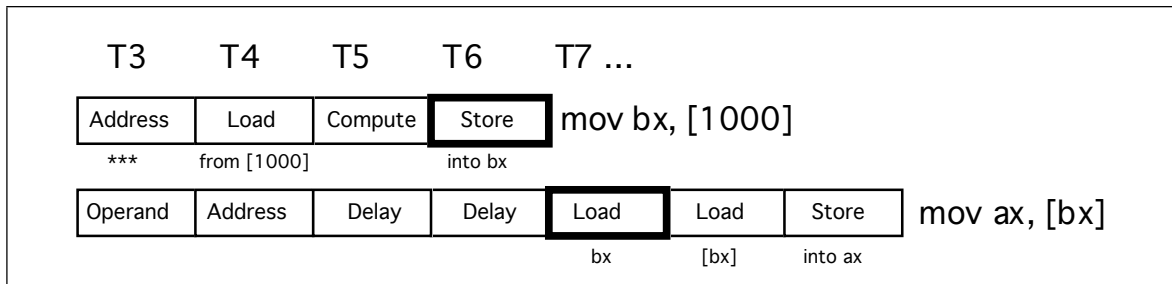 T3 T4 T5 T6 T7 ...
Address Load Compute Store mov bx, [1000]
*** from [1000] into bx
Operand Address Delay Delay Load Load Store mov ax, [bx]
bx [bx] into ax